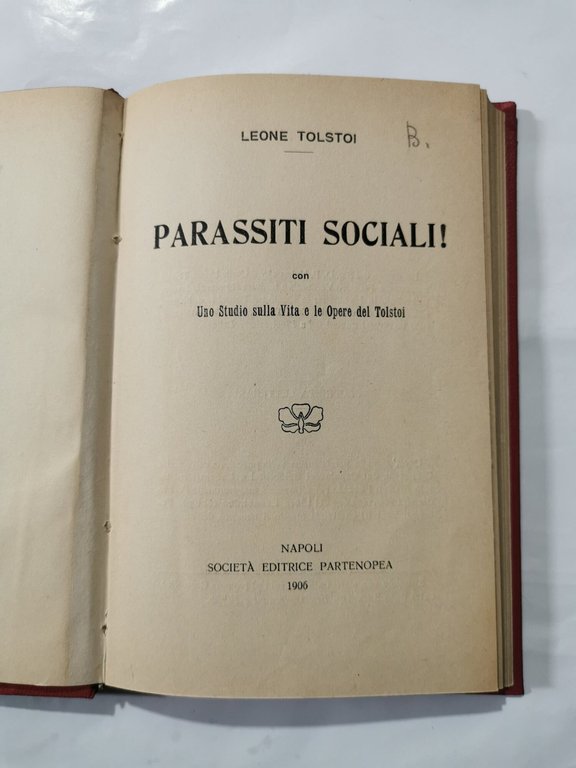 LEONE TOLSTOI
B.
PARASSITI SOCIALI!
con
Uno Studio sulla Vita e le Opere del Tolstoi
NAPOLI
SOCIETÀ EDITRICE PARTENOPEA
1906